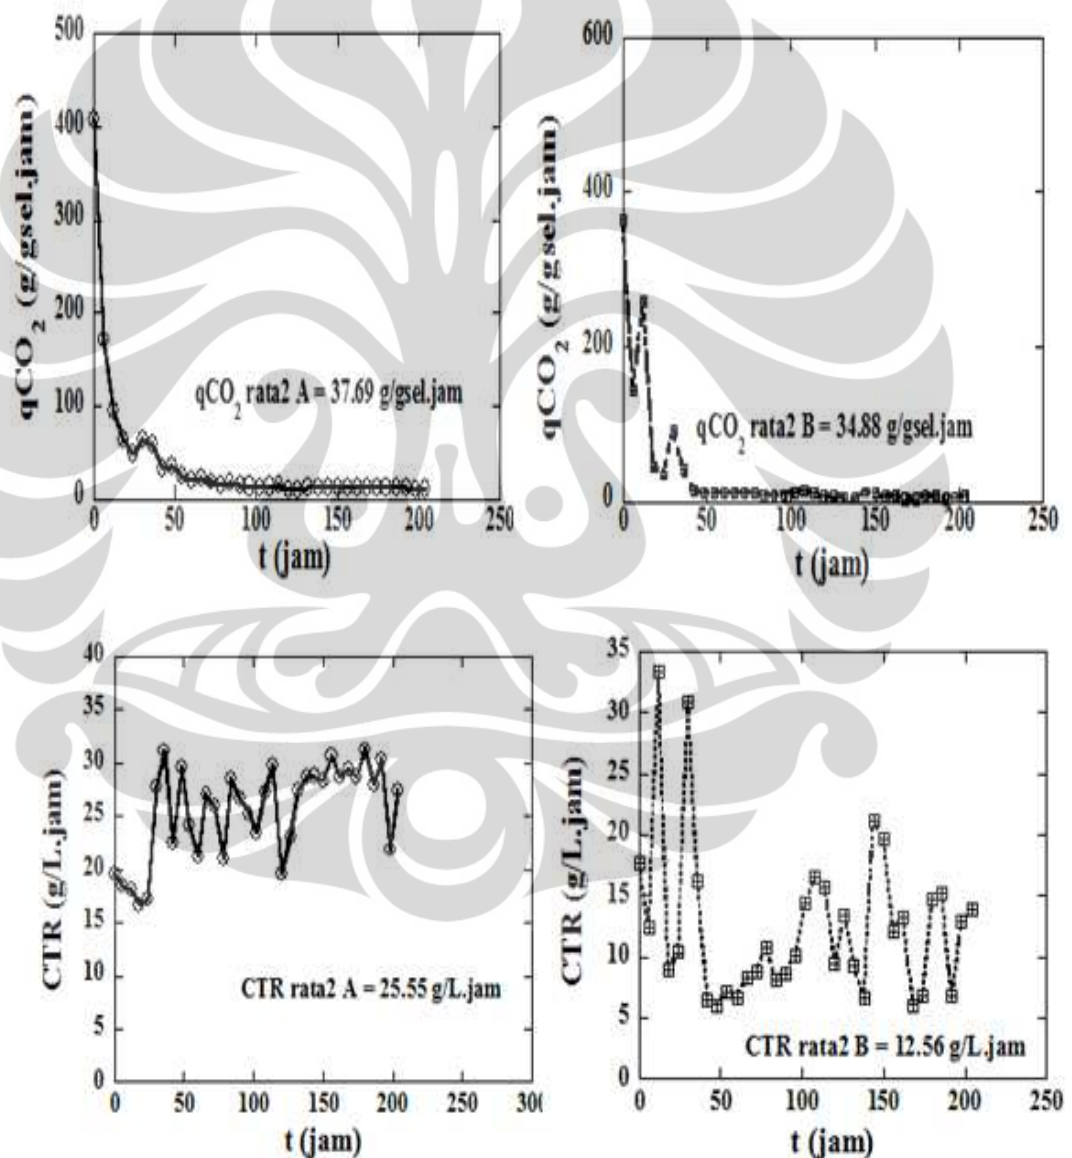 500
400
300
200
100
0
0 50 100 150 200 250
qCO2 (g/gsel.jam)
t (jam)
qCO2 rata2 A = 37.69 g/gsel.jam
600
400
200
0
0 50 100 150 200 250
qCO2 (g/gsel.jam)
t (jam)
qCO2 rata2 B = 34.88 g/gsel.jam
40
35
30
25
20
15
10
5
0
0 50 100 150 200 250 300
CTR (g/L.jam)
t (jam)
CTR rata2 A = 25.55 g/L.jam
35
30
25
20
15
10
5
0
0 50 100 150 200 250
CTR (g/L.jam)
t (jam)
CTR rata2 B = 12.56 g/L.jam